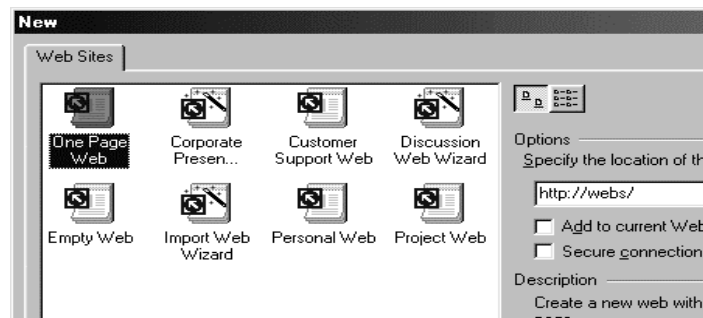 New
Web Sites
One Page
Web
Corporate
Presen...
Customer
Support Web
Discussion
Web Wizard
Empty Web
Import Web
Wizard
Personal Web
Project Web
Options
Specify the location of th
http://webs/
Add to current Web
Secure connection
Description
Create a new web with